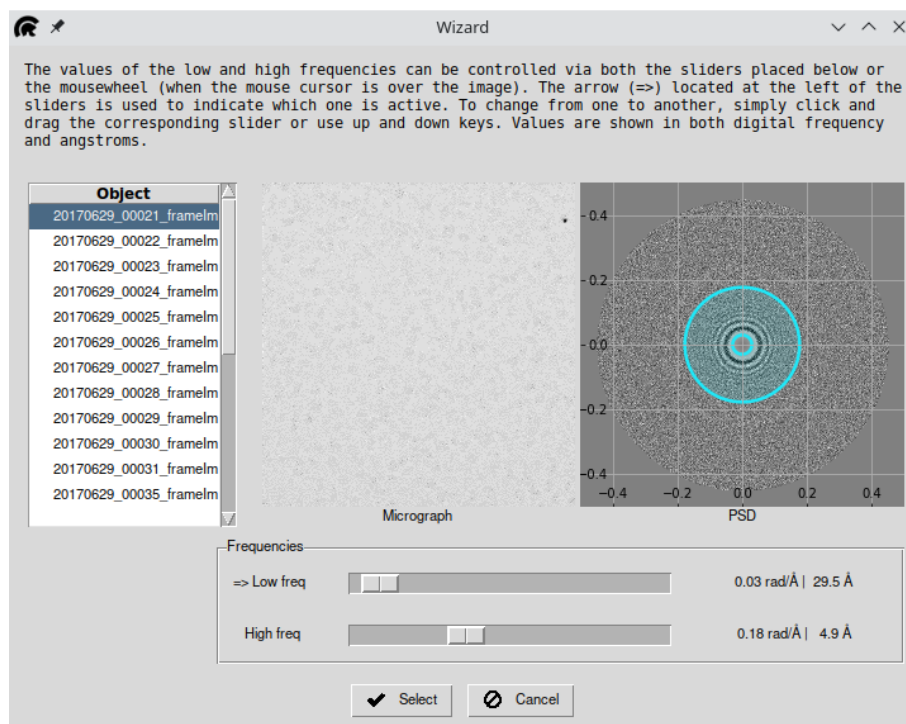 Wizard
The values of the low and high frequencies can be controlled via both the sliders placed below or
the mousewheel (when the mouse cursor is over the image). The arrow (=>) located at the left of the
sliders is used to indicate which one is active. To change from one to another, simply click and
drag the corresponding slider or use up and down keys. Values are shown in both digital frequency
and angstroms.
Object
20170629_00021_frameIm
20170629_00022_frameIm
20170629_00023_frameIm
20170629_00024_frameIm
20170629_00025_frameIm
20170629_00026_frameIm
20170629_00027_frameIm
20170629_00028_frameIm
20170629_00029_frameIm
20170629_00030_frameIm
20170629_00031_frameIm
20170629_00035_frameIm
Micrograph
0.4
0.2
0.0
−0.2
−0.4
−0.4 −0.2 0.0 0.2 0.4
PSD
Frequencies
=> Low freq 0.03 rad/Å | 29.5 Å
High freq 0.18 rad/Å | 4.9 Å
Select Cancel